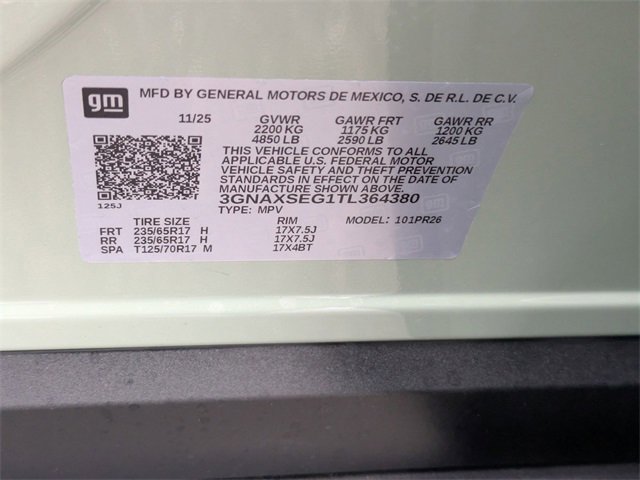 gm MFD BY GENERAL MOTORS DE MEXICO, S. DE R.L. DE C.V.
11/25 GVWR GAWR FRT GAWR RR
2200 KG 1175 KG 1200 KG
4850 LB 2590 LB 2645 LB
THIS VEHICLE CONFORMS TO ALL
APPLICABLE U.S. FEDERAL MOTOR
VEHICLE SAFETY AND THEFT PREVENTION
STANDARDS IN EFFECT ON THE DATE OF
MANUFACTURE SHOWN ABOVE.
3GNAXSEG1TL364380
125J TYPE: MPV MODEL: 101PR26
TIRE SIZE RIM
FRT 235/65R17 H 17X7.5J
RR 235/65R17 H 17X7.5J
SPA T125/70R17 M 17X4BT